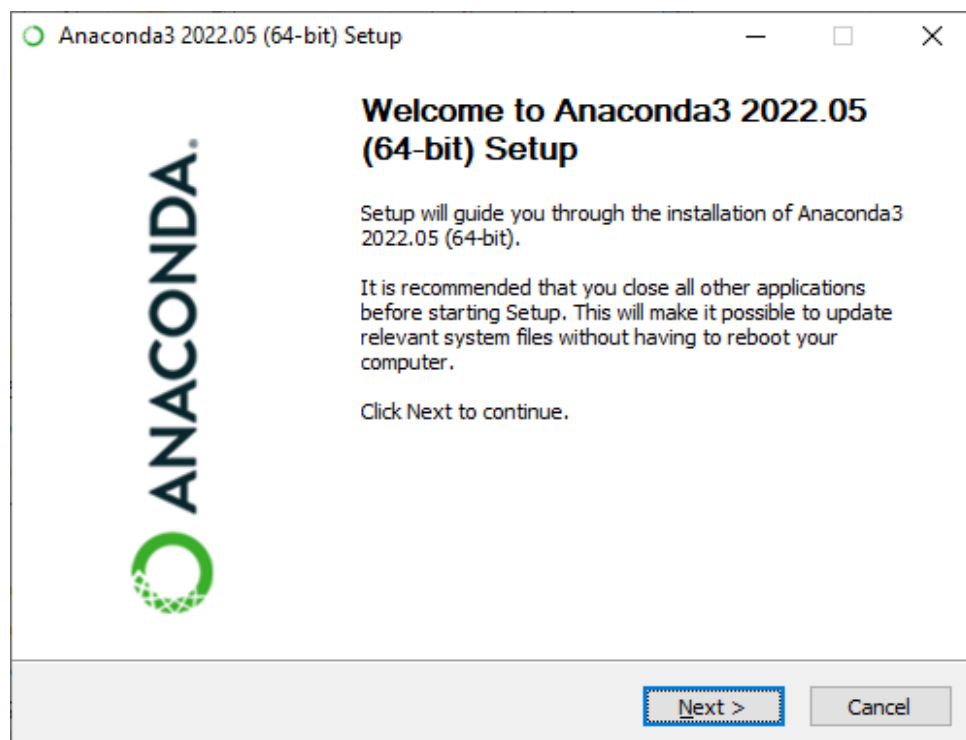 Anaconda3 2022.05 (64-bit) Setup
Welcome to Anaconda3 2022.05
(64-bit) Setup
ANACONDA.
Setup will guide you through the installation of Anaconda3
2022.05 (64-bit).
It is recommended that you close all other applications
before starting Setup. This will make it possible to update
relevant system files without having to reboot your
computer.
Click Next to continue.
Next >
Cancel